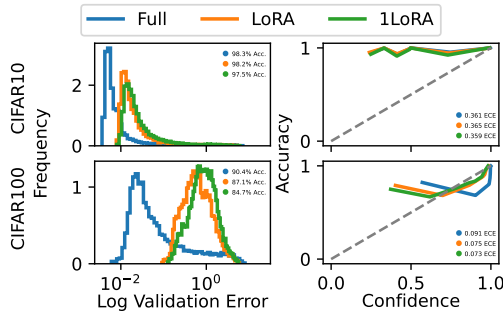 Full LoRA 1LoRA
CIFAR10
Frequency
2
0
98.3% Acc.
98.2% Acc.
97.5% Acc.
Accuracy
1
0
0.361 ECE
0.365 ECE
0.359 ECE
CIFAR100
1
0
90.4% Acc.
87.1% Acc.
84.7% Acc.
10⁻² 10⁰
Log Validation Error
1
0
0.091 ECE
0.075 ECE
0.073 ECE
0.0 0.5 1.0
Confidence